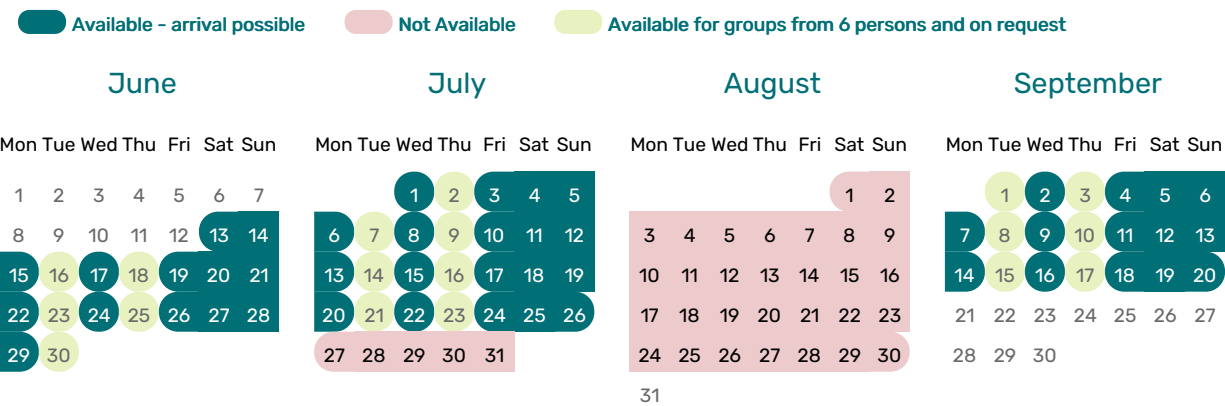 Available - arrival possible Not Available Available for groups from 6 persons and on request
June July August September
Mon Tue Wed Thu Fri Sat Sun Mon Tue Wed Thu Fri Sat Sun Mon Tue Wed Thu Fri Sat Sun Mon Tue Wed Thu Fri Sat Sun
1 2 3 4 5 6 7 1 2 3 4 5 1 2 1 2 3 4 5 6
8 9 10 11 12 13 14 6 7 8 9 10 11 12 3 4 5 6 7 8 9 7 8 9 10 11 12 13
15 16 17 18 19 20 21 13 14 15 16 17 18 19 10 11 12 13 14 15 16 14 15 16 17 18 19 20
22 23 24 25 26 27 28 20 21 22 23 24 25 26 17 18 19 20 21 22 23 21 22 23 24 25 26 27
29 30 27 28 29 30 31 24 25 26 27 28 29 30 28 29 30
31